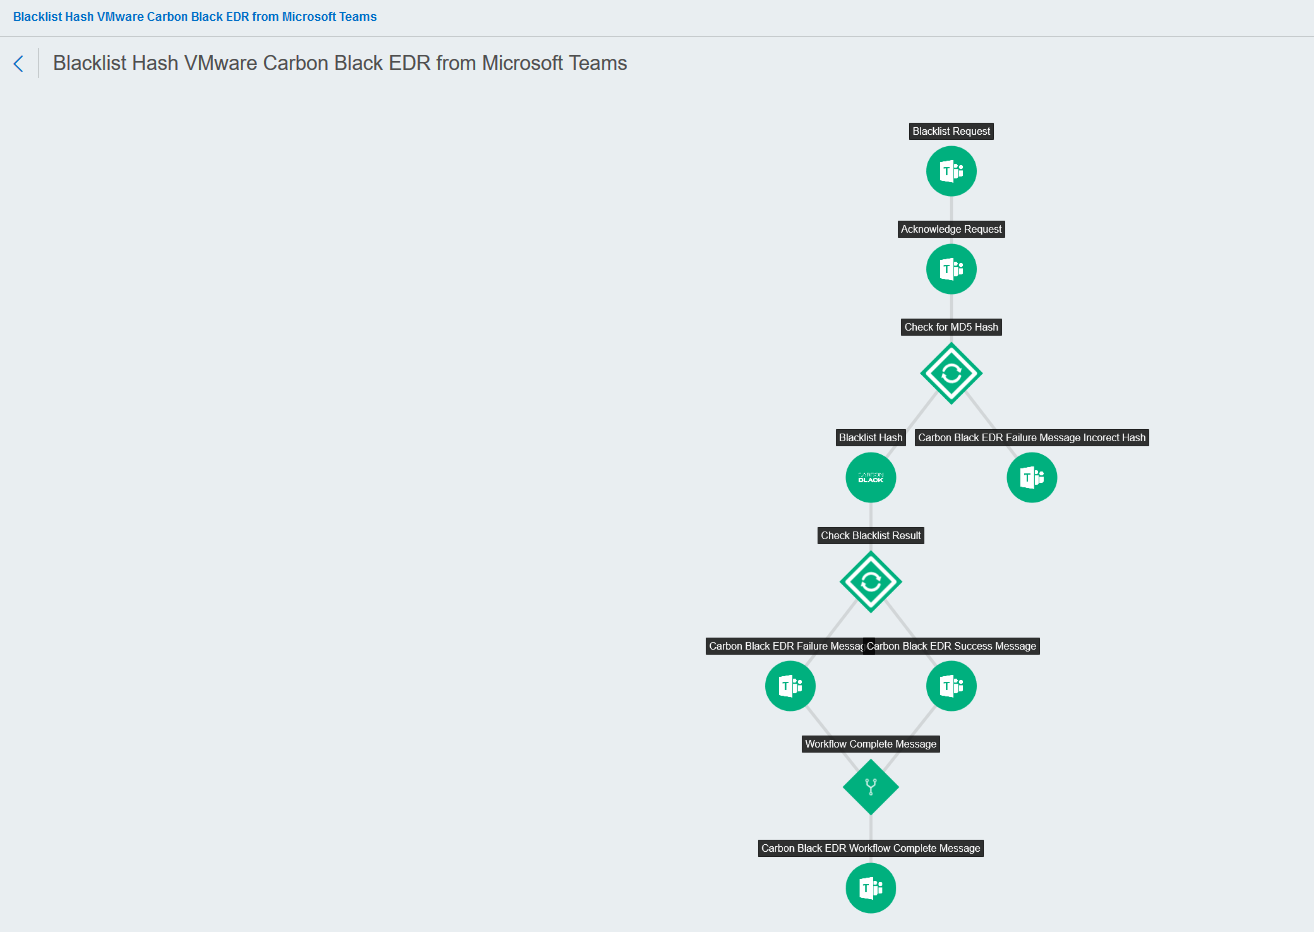 Blacklist Hash VMware Carbon Black EDR from Microsoft Teams
Blacklist Hash VMware Carbon Black EDR from Microsoft Teams
Blacklist Request
T
Acknowledge Request
T
Check for MD5 Hash
Blacklist Hash
Carbon Black EDR Failure Message Incorect Hash
CARBON
BLACK
T
Check Blacklist Result
Carbon Black EDR Failure Messag
Carbon Black EDR Success Message
T
T
Workflow Complete Message
Carbon Black EDR Workflow Complete Message
T